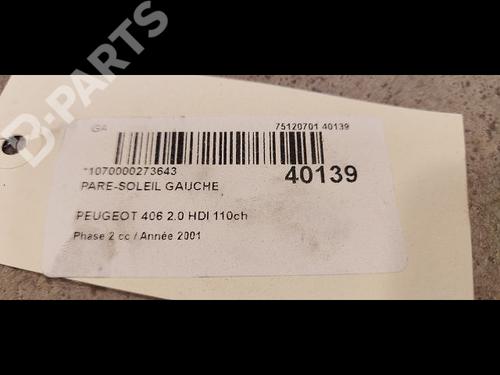 B-PARTS
GA 75120701 40139
*1070000273643
40139
PARE-SOLEIL GAUCHE
PEUGEOT 406 2.0 HDI 110ch
Phase 2 cc / Année 2001